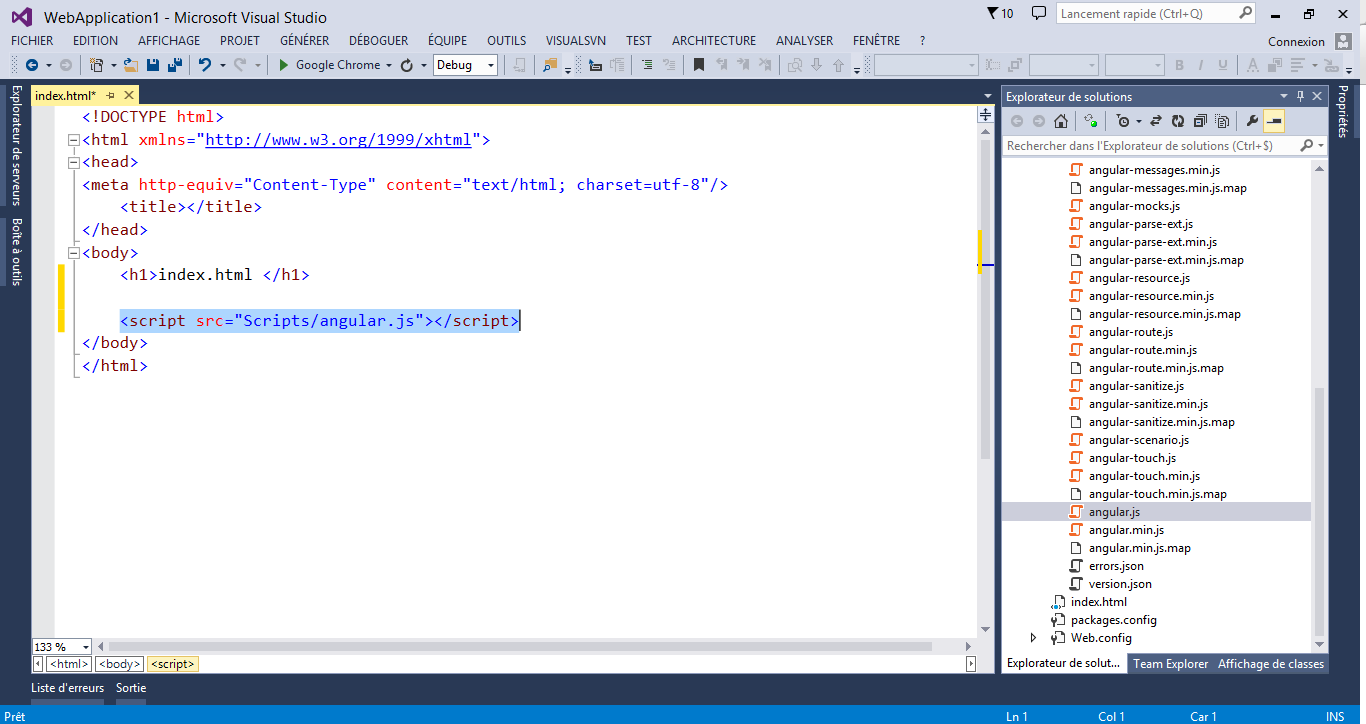 WebApplication1 - Microsoft Visual Studio
10
Lancement rapide (Ctrl+Q)
FICHIER EDITION AFFICHAGE PROJET GÉNÉRER DÉBOGUER ÉQUIPE OUTILS VISUALSVN TEST ARCHITECTURE ANALYSER FENÊTRE ?
Connexion
Google Chrome Debug
B I U A
Explorateur de serveurs
Boîte à outils
index.html*
<!DOCTYPE html>
<html xmlns="http://www.w3.org/1999/xhtml">
<head>
<meta http-equiv="Content-Type" content="text/html; charset=utf-8"/>
<title></title>
</head>
<body>
<h1>index.html </h1>
<script src="Scripts/angular.js"></script>
</body>
</html>
133 %
<html> <body> <script>
Explorateur de solutions
Rechercher dans l'Explorateur de solutions (Ctrl+$)
angular-messages.min.js
angular-messages.min.js.map
angular-mocks.js
angular-parse-ext.js
angular-parse-ext.min.js
angular-parse-ext.min.js.map
angular-resource.js
angular-resource.min.js
angular-resource.min.js.map
angular-route.js
angular-route.min.js
angular-route.min.js.map
angular-sanitize.js
angular-sanitize.min.js
angular-sanitize.min.js.map
angular-scenario.js
angular-touch.js
angular-touch.min.js
angular-touch.min.js.map
angular.js
angular.min.js
angular.min.js.map
errors.json
version.json
index.html
packages.config
Web.config
Explorateur de solut... Team Explorer Affichage de classes
Propriétés
Liste d'erreurs Sortie
Prêt Ln 1 Col 1 Car 1 INS